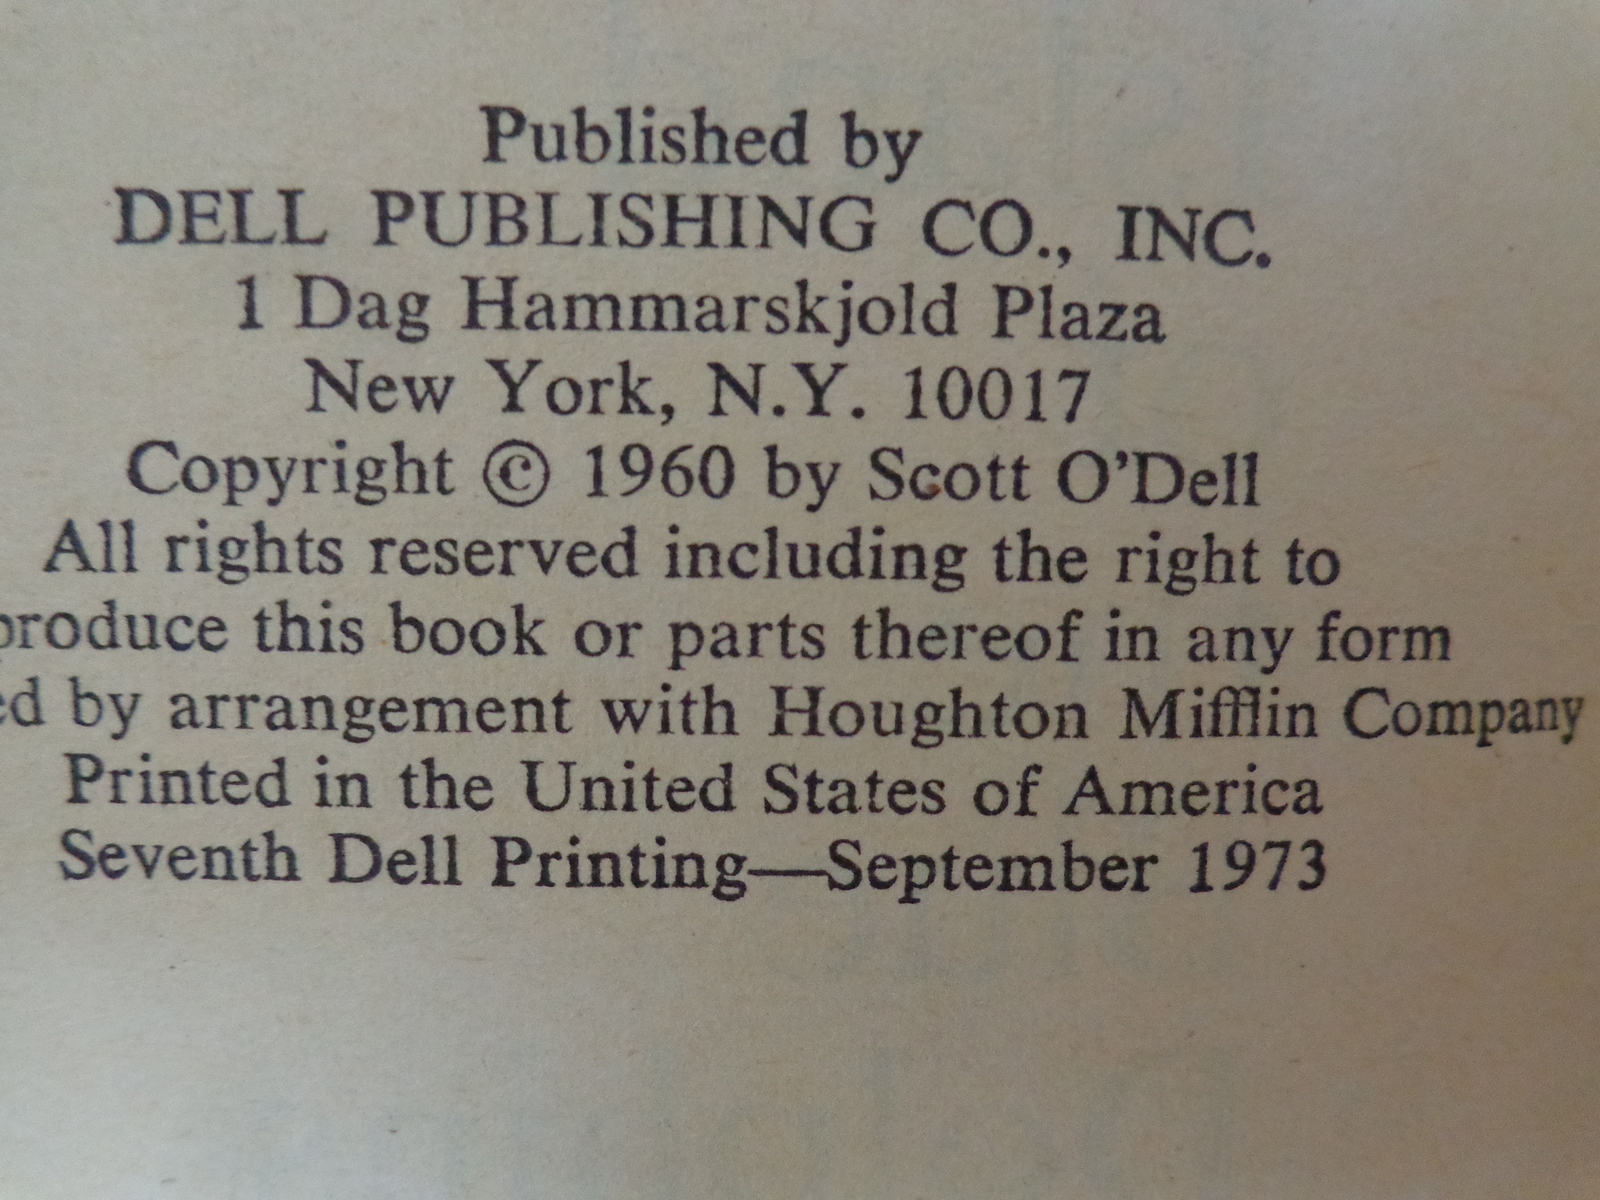 Published by
DELL PUBLISHING CO., INC.
1 Dag Hammarskjold Plaza
New York, N.Y. 10017
Copyright © 1960 by Scott O'Dell
All rights reserved including the right to
produce this book or parts thereof in any form
ed by arrangement with Houghton Mifflin Company
Printed in the United States of America
Seventh Dell Printing—September 1973